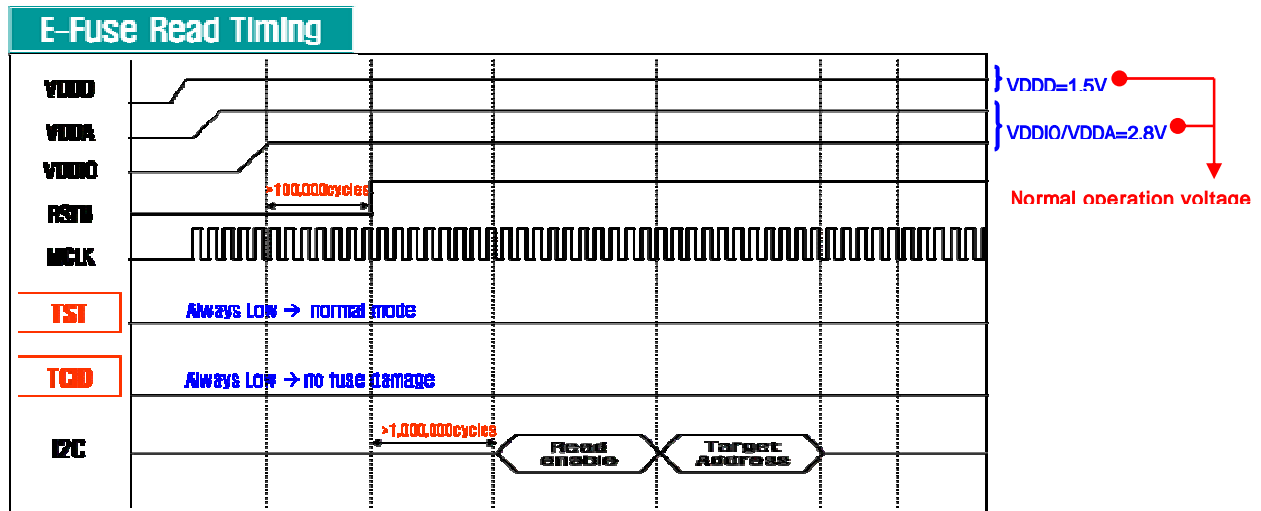 E-Fuse Read Timing
VDDD
VDDD=1.5V
VDDA
VDDIO/VDDA=2.8V
VDDIO
>100,000cycles
Normal operation voltage
RSTB
MCLK
TST
Always Low → normal mode
Always Low → no fuse damage
>1,000,000cycles
I2C
Read
enable
Target
Address